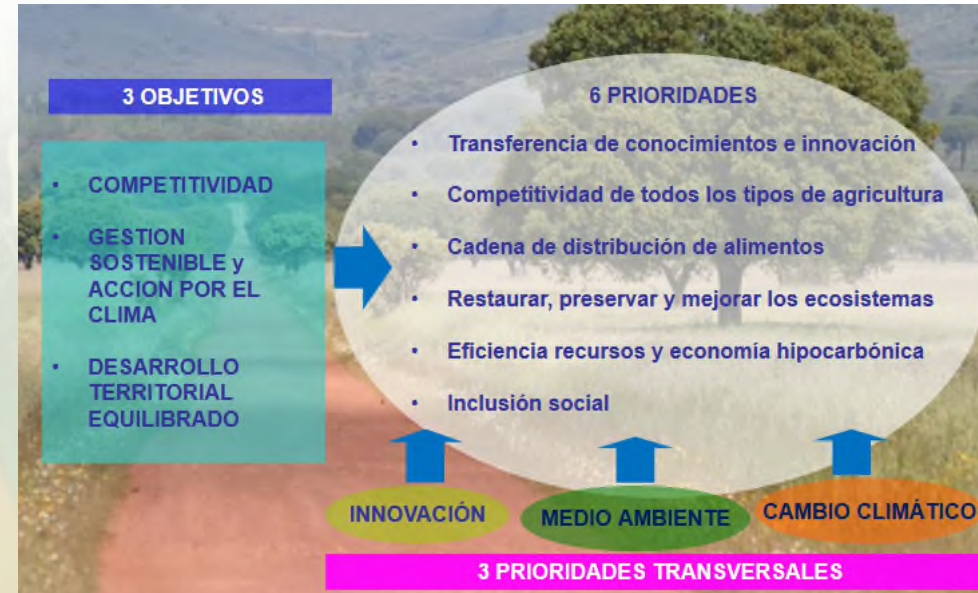 3 OBJETIVOS
• COMPETITIVIDAD
• GESTION
SOSTENIBLE y
ACCION POR EL
CLIMA
• DESARROLLO
TERRITORIAL
EQUILIBRADO
6 PRIORIDADES
• Transferencia de conocimientos e innovación
• Competitividad de todos los tipos de agricultura
• Cadena de distribución de alimentos
• Restaurar, preservar y mejorar los ecosistemas
• Eficiencia recursos y economía hipocarbónica
• Inclusión social
INNOVACIÓN
MEDIO AMBIENTE
CAMBIO CLIMÁTICO
3 PRIORIDADES TRANSVERSALES